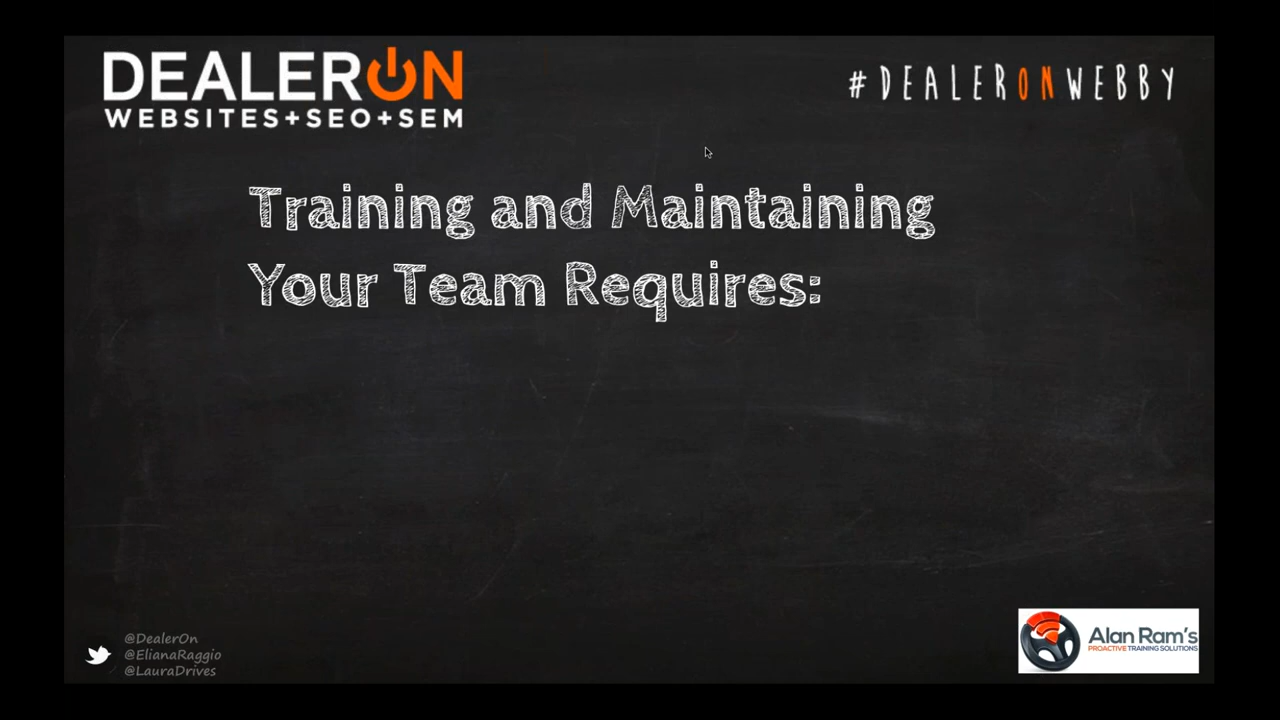 DEALERON
WEBSITES+SEO+SEM
#DEALERONWEBBY
Training and Maintaining
Your Team Requires:
@DealerOn
@ElianaRaggio
@LauraDrives
Alan Ram's
PROACTIVE TRAINING SOLUTIONS